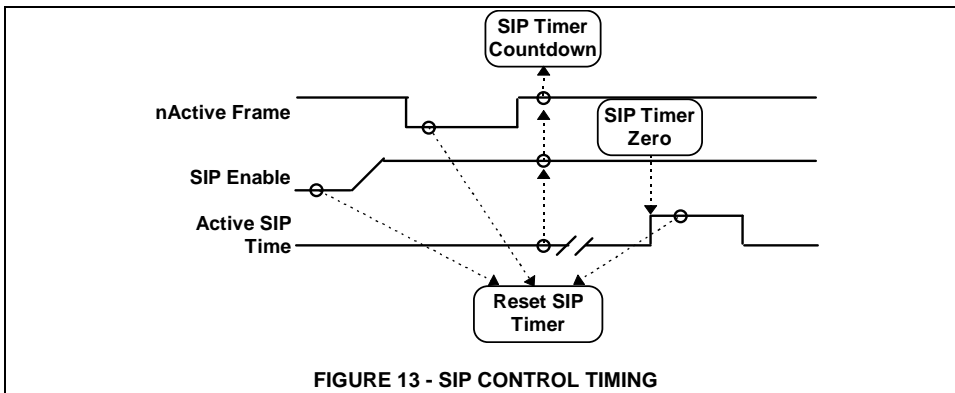 SIP Timer
Countdown
nActive Frame
SIP Timer
Zero
SIP Enable
Active SIP
Time
Reset SIP
Timer
FIGURE 13 - SIP CONTROL TIMING